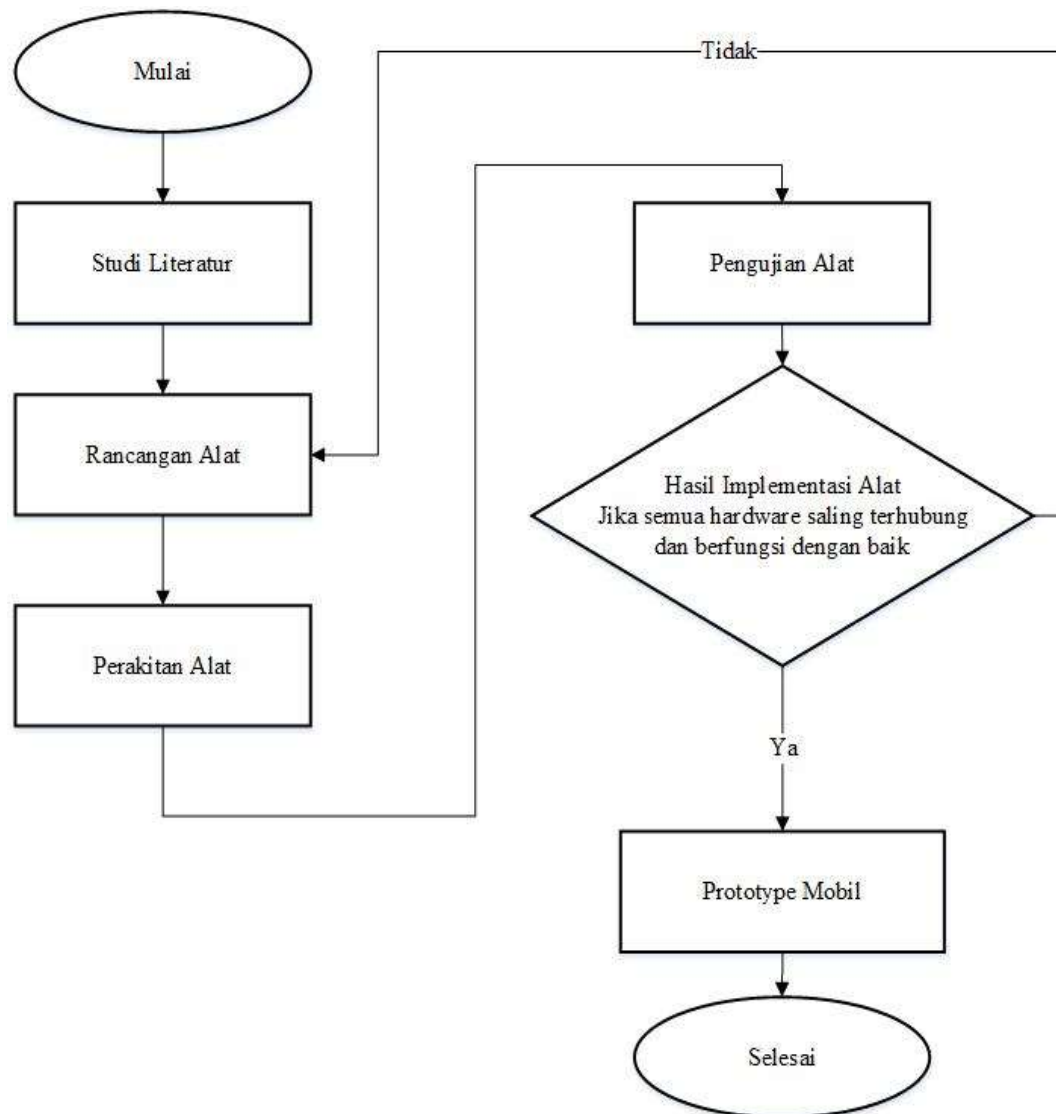 Mulai
Studi Literatur
Rancangan Alat
Perakitan Alat
Tidak
Pengujian Alat
Hasil Implementasi Alat
Jika semua hardware saling terhubung
dan berfungsi dengan baik
Ya
Prototype Mobil
Selesai